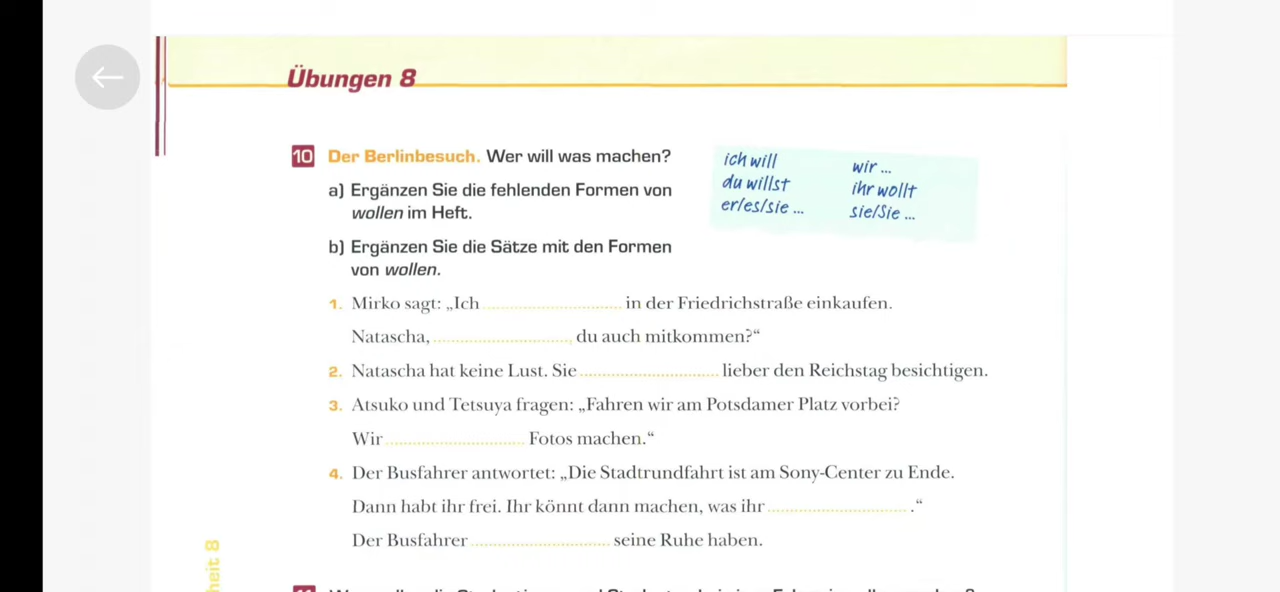 Übungen 8
10 Der Berlinbesuch. Wer will was machen?
a) Ergänzen Sie die fehlenden Formen von
wollen im Heft.
ich will
du willst
er/es/sie ...
wir ...
ihr wollt
sie/Sie ...
b) Ergänzen Sie die Sätze mit den Formen
von wollen.
1. Mirko sagt: „Ich ........................ in der Friedrichstraße einkaufen.
Natascha, ........................ du auch mitkommen?“
2. Natascha hat keine Lust. Sie ........................ lieber den Reichstag besichtigen.
3. Atsuko und Tetsuya fragen: „Fahren wir am Potsdamer Platz vorbei?
Wir ........................ Fotos machen.“
4. Der Busfahrer antwortet: „Die Stadtrundfahrt ist am Sony-Center zu Ende.
Dann habt ihr frei. Ihr könnt dann machen, was ihr ........................ .“
Der Busfahrer ........................ seine Ruhe haben.
heit 8